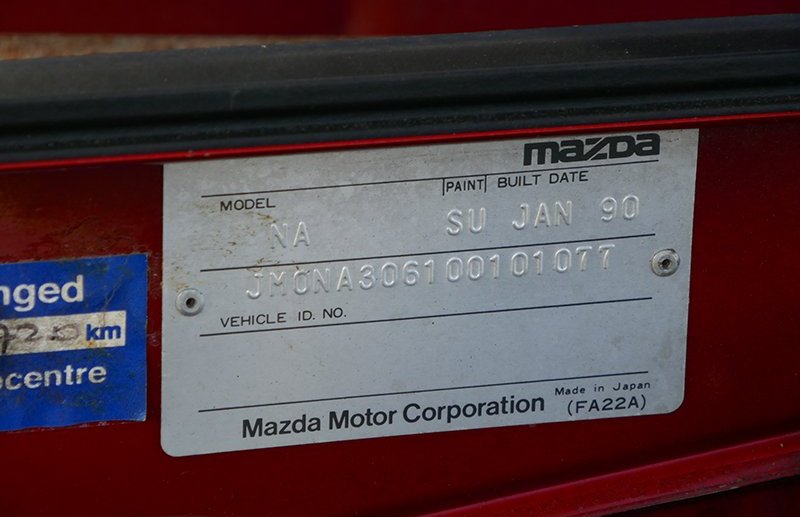 mazda
MODEL PAINT BUILT DATE
NA SU JAN 90
JM0NA306100101077
VEHICLE ID. NO.
Made in Japan
Mazda Motor Corporation (FA22A)
nged
km
centre